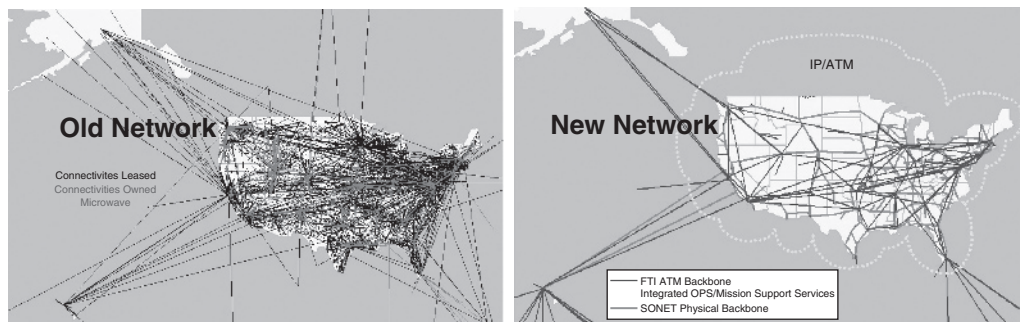 Old Network
Connectivites Leased
Connectivities Owned
Microwave
New Network
IP/ATM
FTI ATM Backbone
Integrated OPS/Mission Support Services
SONET Physical Backbone